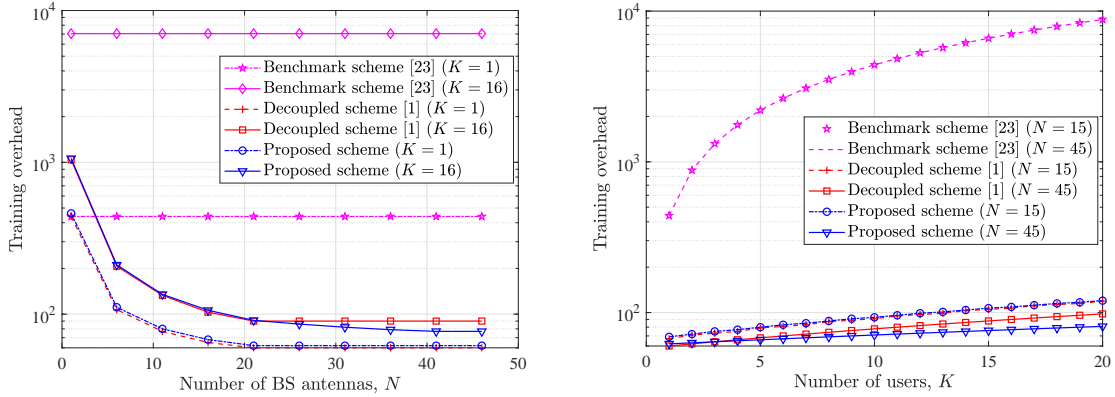 10^4
10^3
10^2
Training overhead
0
10
20
30
40
50
Number of BS antennas, N
Benchmark scheme [23] (K = 1)
Benchmark scheme [23] (K = 16)
Decoupled scheme [1] (K = 1)
Decoupled scheme [1] (K = 16)
Proposed scheme (K = 1)
Proposed scheme (K = 16)
10^4
10^3
10^2
Training overhead
0
5
10
15
20
Number of users, K
Benchmark scheme [23] (N = 15)
Benchmark scheme [23] (N = 45)
Decoupled scheme [1] (N = 15)
Decoupled scheme [1] (N = 45)
Proposed scheme (N = 15)
Proposed scheme (N = 45)